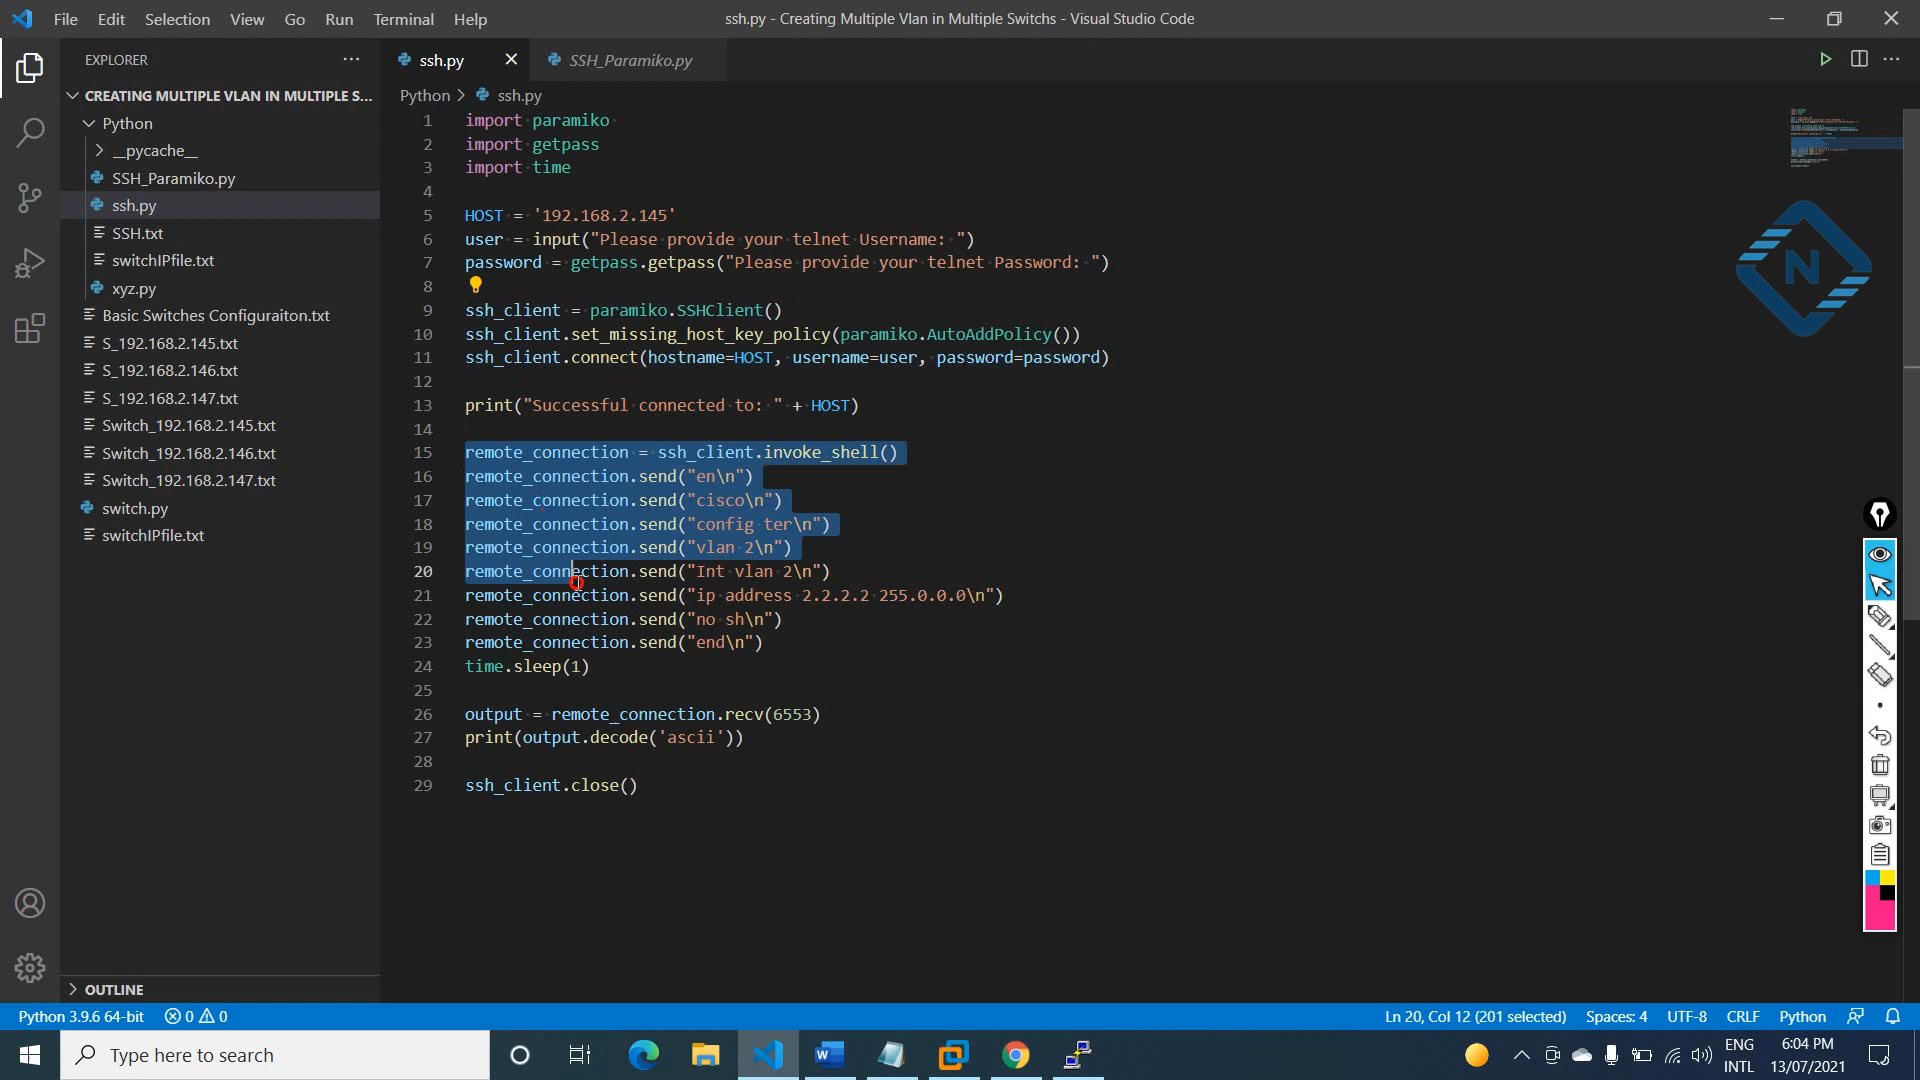 File Edit Selection View Go Run Terminal Help
ssh.py - Creating Multiple Vlan in Multiple Switchs - Visual Studio Code
EXPLORER
CREATING MULTIPLE VLAN IN MULTIPLE S...
Python
__pycache__
SSH_Paramiko.py
ssh.py
SSH.txt
switchIPfile.txt
xyz.py
Basic Switches Configuraiton.txt
S_192.168.2.145.txt
S_192.168.2.146.txt
S_192.168.2.147.txt
Switch_192.168.2.145.txt
Switch_192.168.2.146.txt
Switch_192.168.2.147.txt
switch.py
switchIPfile.txt
OUTLINE
ssh.py
SSH_Paramiko.py
Python > ssh.py
1 import paramiko
2 import getpass
3 import time
4
5 HOST = '192.168.2.145'
6 user = input("Please provide your telnet Username: ")
7 password = getpass.getpass("Please provide your telnet Password: ")
8
9 ssh_client = paramiko.SSHClient()
10 ssh_client.set_missing_host_key_policy(paramiko.AutoAddPolicy())
11 ssh_client.connect(hostname=HOST, username=user, password=password)
12
13 print("Successful connected to: " + HOST)
14
15 remote_connection = ssh_client.invoke_shell()
16 remote_connection.send("en\n")
17 remote_connection.send("cisco\n")
18 remote_connection.send("config ter\n")
19 remote_connection.send("vlan 2\n")
20 remote_connection.send("Int vlan 2\n")
21 remote_connection.send("ip address 2.2.2.2 255.0.0.0\n")
22 remote_connection.send("no sh\n")
23 remote_connection.send("end\n")
24 time.sleep(1)
25
26 output = remote_connection.recv(6553)
27 print(output.decode('ascii'))
28
29 ssh_client.close()
N
Python 3.9.6 64-bit 0 0
Ln 20, Col 12 (201 selected) Spaces: 4 UTF-8 CRLF Python
Type here to search
ENG
INTL
6:04 PM
13/07/2021